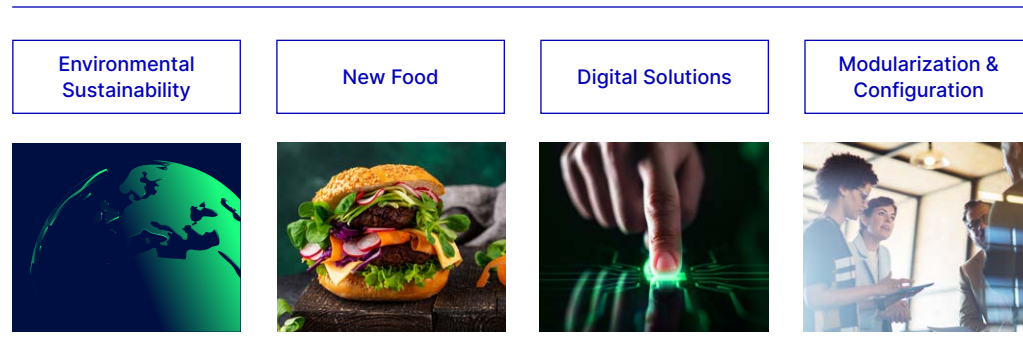 Environmental
Sustainability
New Food
Digital Solutions
Modularization &
Configuration